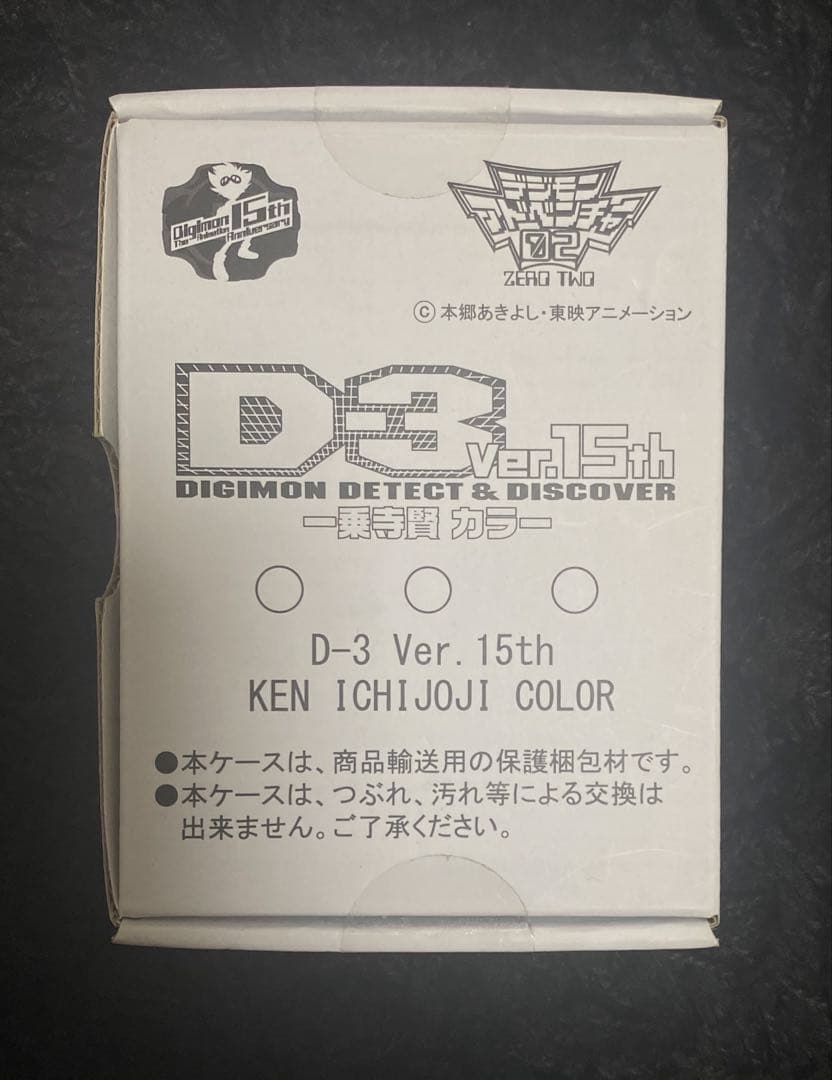 Digimon 15th
The Animation Anniversary
デジモン
アドベンチャー
02
ZERO TWO
Ⓒ 本郷あきよし・東映アニメーション
D-3 Ver.15th
DIGIMON DETECT & DISCOVER
一乗寺賢 カラー
D-3 Ver.15th
KEN ICHIJOJI COLOR
●本ケースは、商品輸送用の保護梱包材です。
●本ケースは、つぶれ、汚れ等による交換は
出来ません。ご了承ください。